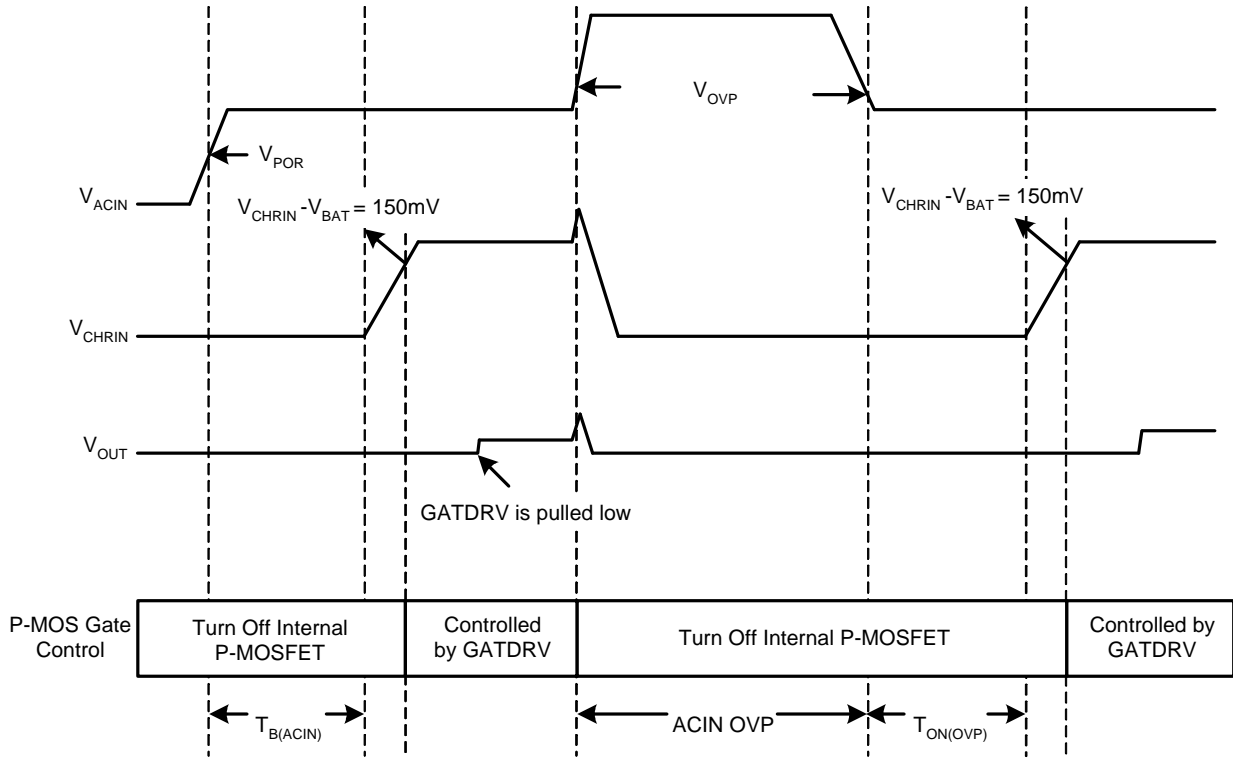 V_OVP
V_POR
V_ACIN
V_CHRIN -V_BAT = 150mV
V_CHRIN -V_BAT = 150mV
V_CHRIN
V_OUT
GATDRV is pulled low
P-MOS Gate
Control
Turn Off Internal
P-MOSFET
Controlled
by GATDRV
Turn Off Internal P-MOSFET
Controlled by
GATDRV
T_B(ACIN)
ACIN OVP
T_ON(OVP)